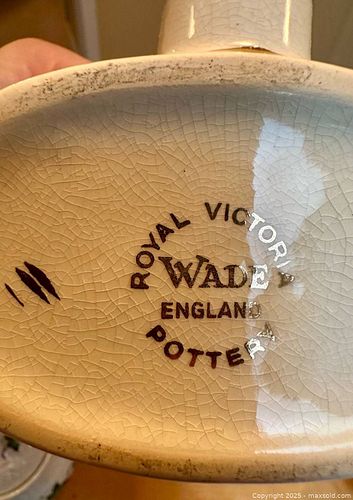 ROYAL VICTORIA
WADE
ENGLAND
POTTERY
Copyright 2025 - maxsold.com